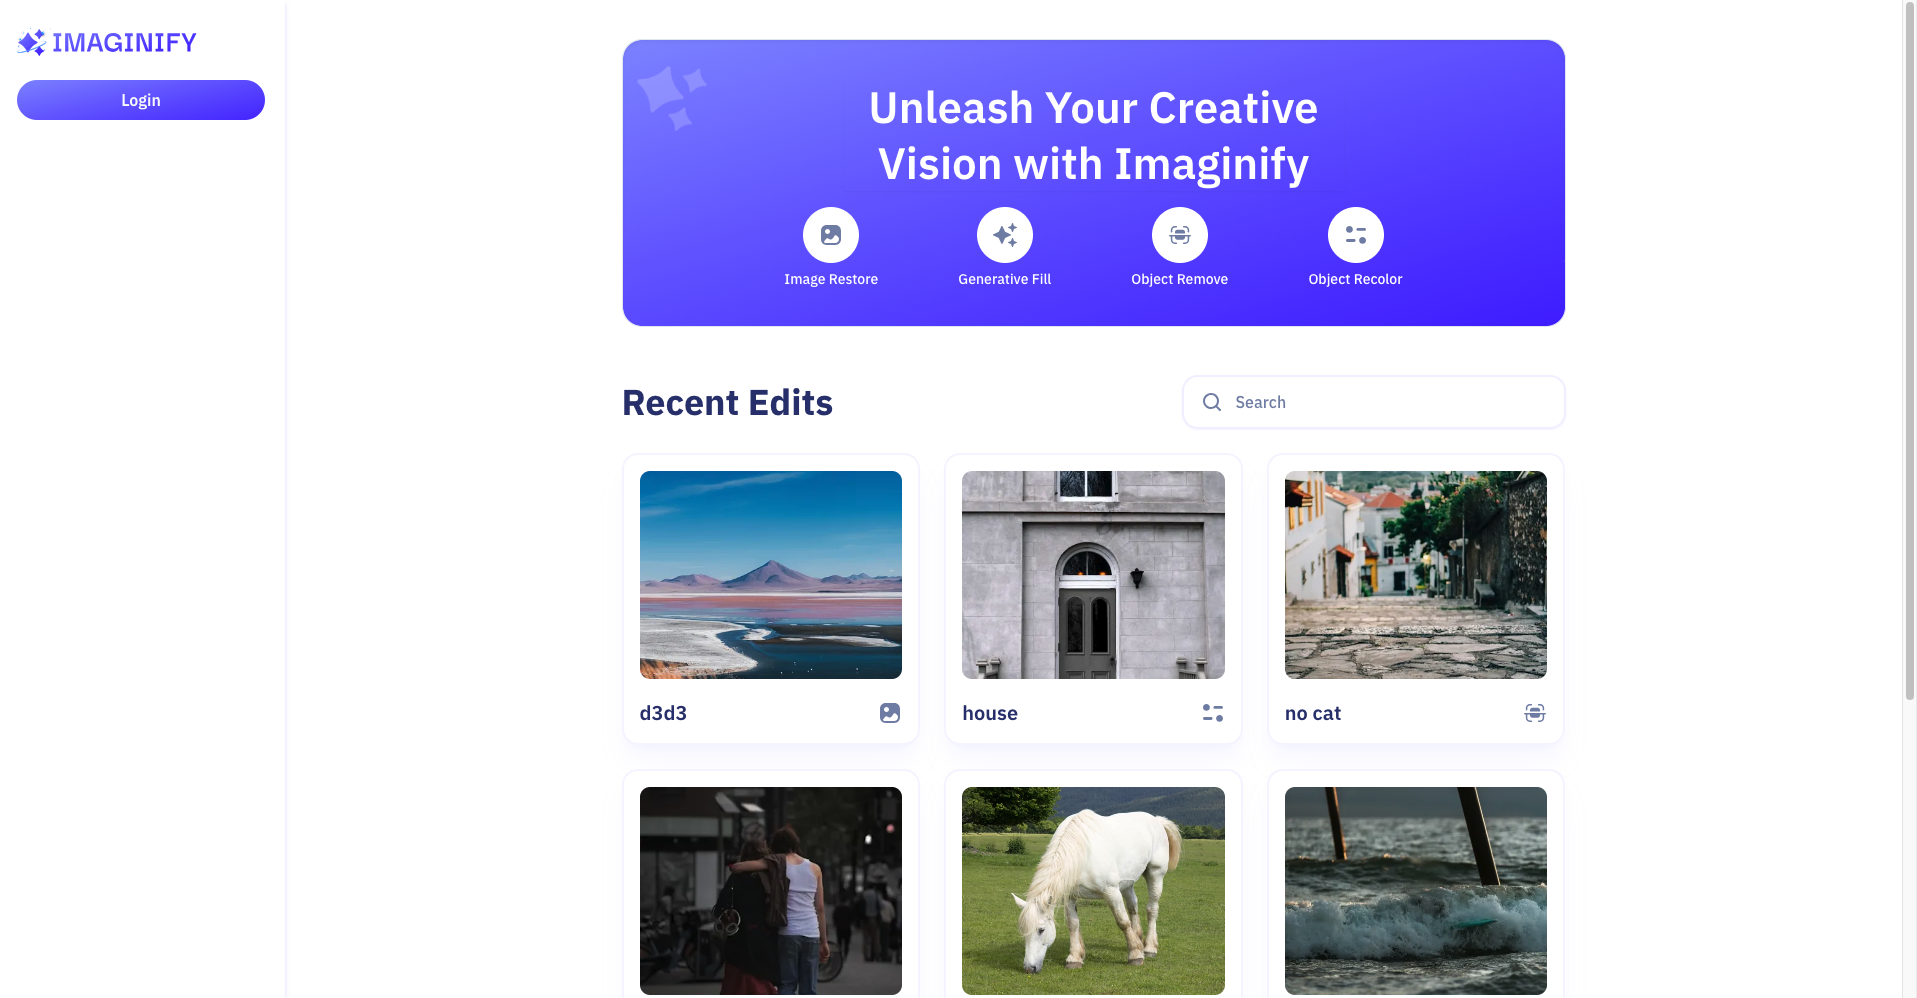 IMAGINIFY
Login
Unleash Your Creative
Vision with Imaginify
Image Restore
Generative Fill
Object Remove
Object Recolor
Recent Edits
Search
d3d3
house
no cat